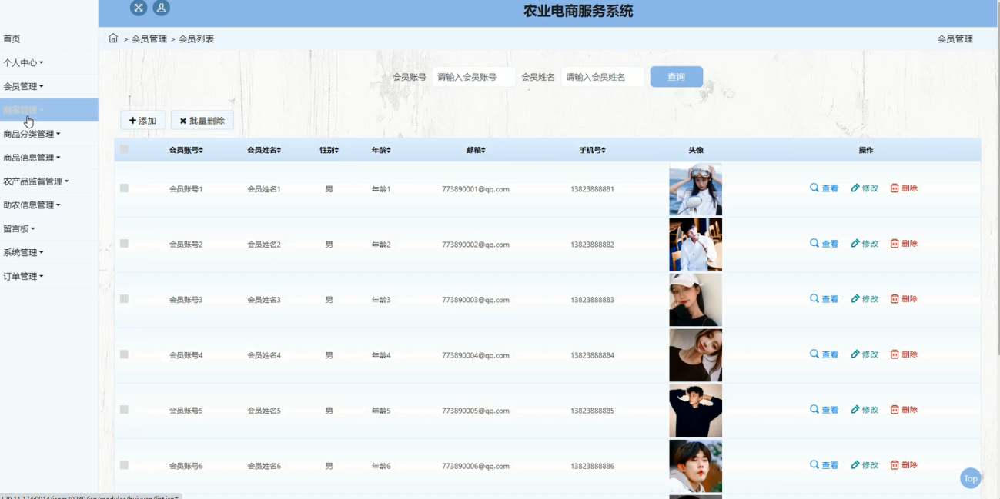 农业电商服务系统
首页
> 会员管理 > 会员列表
会员管理
个人中心
会员管理
商家管理
商品分类管理
商品信息管理
农产品监督管理
助农信息管理
留言板
系统管理
订单管理
会员账号 请输入会员账号 会员姓名 请输入会员姓名 查询
添加 批量删除
会员账号 会员姓名 性别 年龄 邮箱 手机号 头像 操作
会员账号1 会员姓名1 男 年龄1 773890001@qq.com 13823888881 查看 修改 删除
会员账号2 会员姓名2 男 年龄2 773890002@qq.com 13823888882 查看 修改 删除
会员账号3 会员姓名3 男 年龄3 773890003@qq.com 13823888883 查看 修改 删除
会员账号4 会员姓名4 男 年龄4 773890004@qq.com 13823888884 查看 修改 删除
会员账号5 会员姓名5 男 年龄5 773890005@qq.com 13823888885 查看 修改 删除
会员账号6 会员姓名6 男 年龄6 773890006@qq.com 13823888886 查看 修改 删除
Top